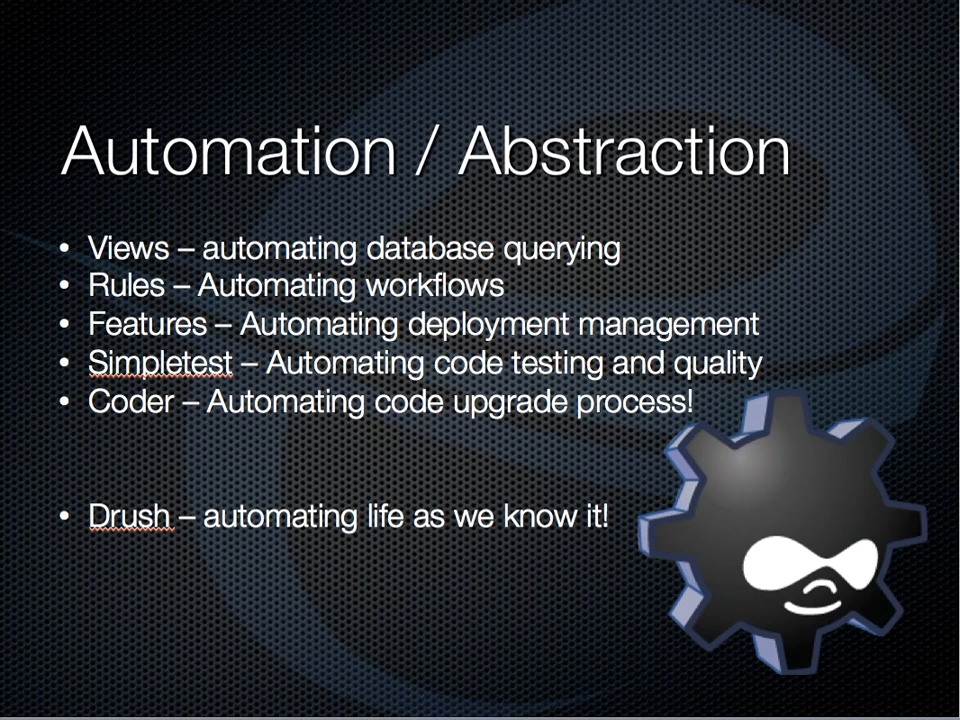 Automation / Abstraction
• Views – automating database querying
• Rules – Automating workflows
• Features – Automating deployment management
• Simpletest – Automating code testing and quality
• Coder – Automating code upgrade process!
• Drush – automating life as we know it!